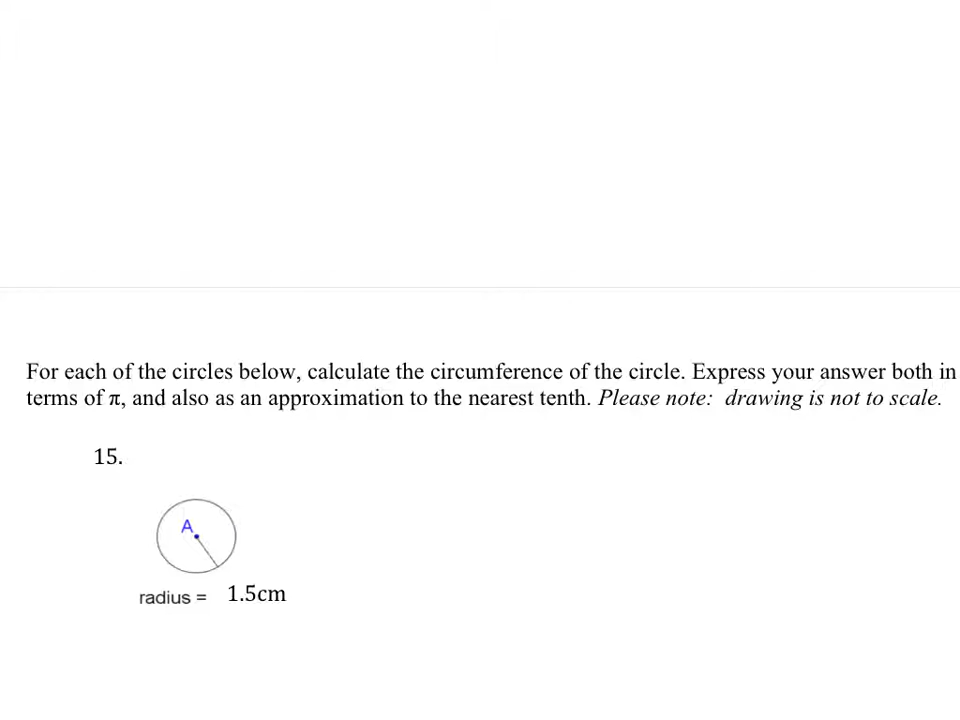 For each of the circles below, calculate the circumference of the circle. Express your answer both in
terms of π, and also as an approximation to the nearest tenth. Please note:  drawing is not to scale.
15.
A
radius = 1.5cm